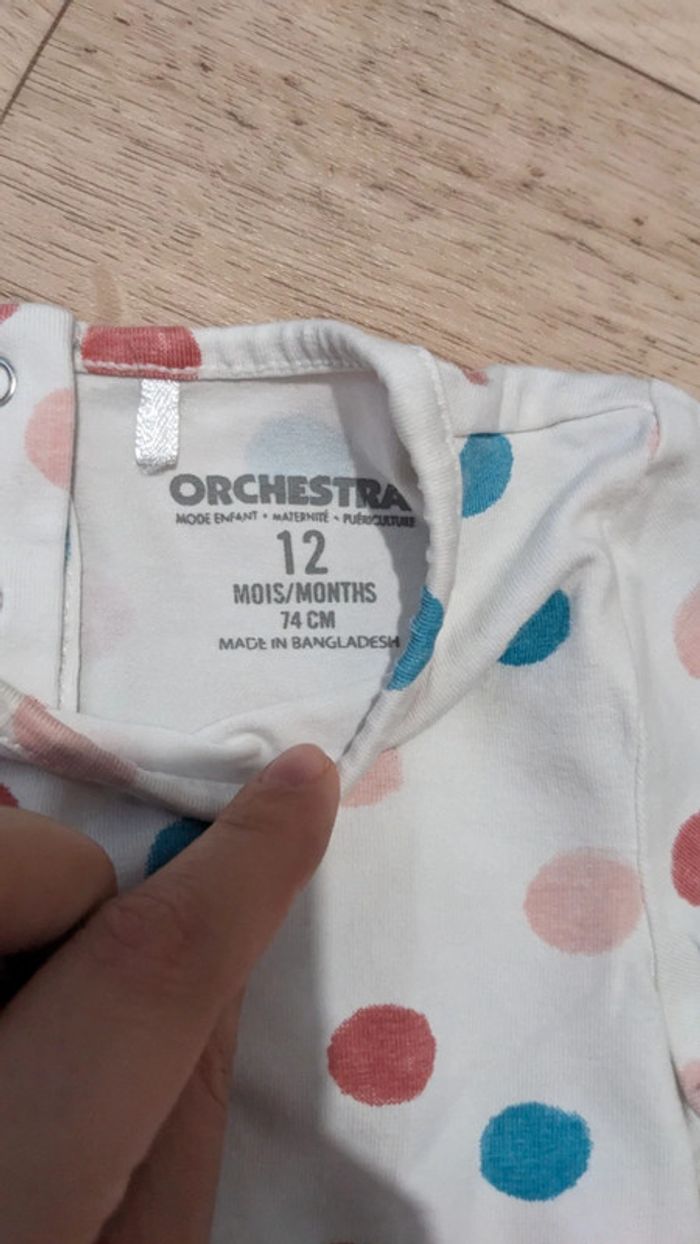 ORCHESTRA
MODE ENFANT • MATERNITÉ • PUÉRICULTURE
12
MOIS/MONTHS
74 CM
MADE IN BANGLADESH